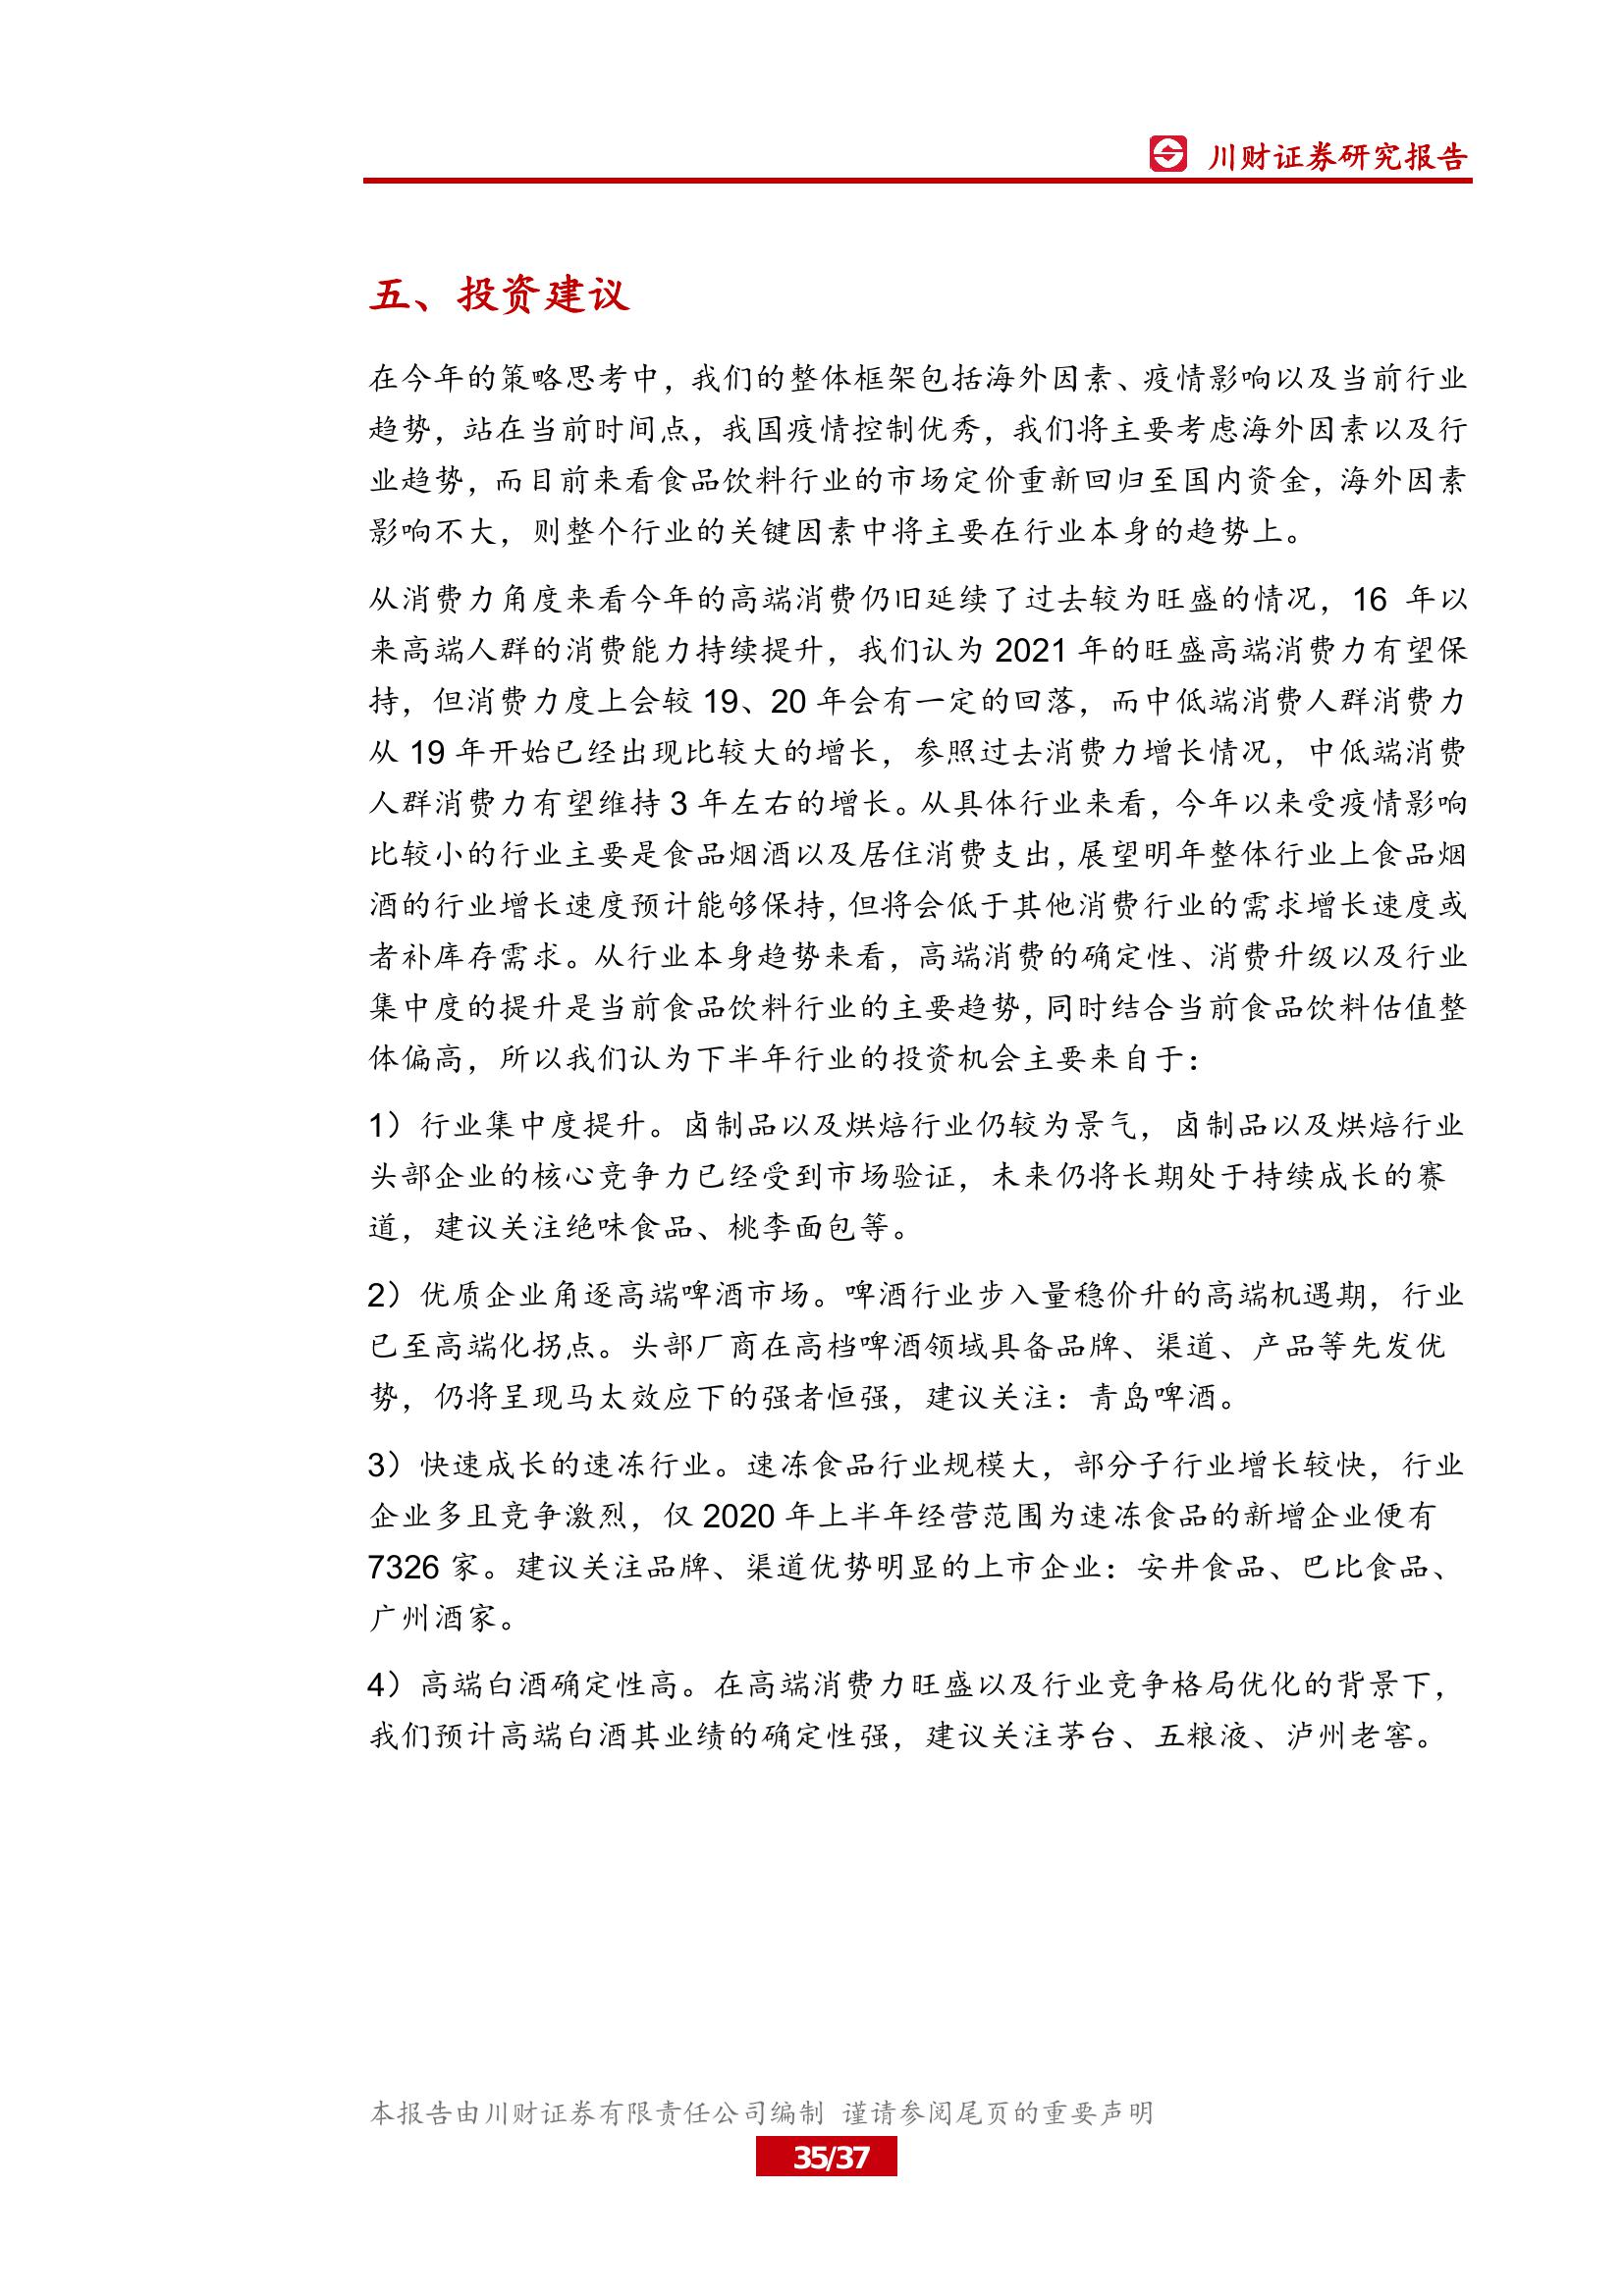 川财证券研究报告
五、投资建议
在今年的策略思考中，我们的整体框架包括海外因素、疫情影响以及当前行业
趋势，站在当前时间点，我国疫情控制优秀，我们将主要考虑海外因素以及行
业趋势，而目前来看食品饮料行业的市场定价重新回归至国内资金，海外因素
影响不大，则整个行业的关键因素中将主要在行业本身的趋势上。
从消费力角度来看今年的高端消费仍旧延续了过去较为旺盛的情况，16 年以
来高端人群的消费能力持续提升，我们认为 2021 年的旺盛高端消费力有望保
持，但消费力度上会较 19、20 年会有一定的回落，而中低端消费人群消费力
从 19 年开始已经出现比较大的增长，参照过去消费力增长情况，中低端消费
人群消费力有望维持 3 年左右的增长。从具体行业来看，今年以来受疫情影响
比较小的行业主要是食品烟酒以及居住消费支出，展望明年整体行业上食品烟
酒的行业增长速度预计能够保持，但将会低于其他消费行业的需求增长速度或
者补库存需求。从行业本身趋势来看，高端消费的确定性、消费升级以及行业
集中度的提升是当前食品饮料行业的主要趋势，同时结合当前食品饮料估值整
体偏高，所以我们认为下半年行业的投资机会主要来自于：
1）行业集中度提升。卤制品以及烘焙行业仍较为景气，卤制品以及烘焙行业
头部企业的核心竞争力已经受到市场验证，未来仍将长期处于持续成长的赛
道，建议关注绝味食品、桃李面包等。
2）优质企业角逐高端啤酒市场。啤酒行业步入量稳价升的高端机遇期，行业
已至高端化拐点。头部厂商在高档啤酒领域具备品牌、渠道、产品等先发优
势，仍将呈现马太效应下的强者恒强，建议关注：青岛啤酒。
3）快速成长的速冻行业。速冻食品行业规模大，部分子行业增长较快，行业
企业多且竞争激烈，仅 2020 年上半年经营范围为速冻食品的新增企业便有
7326 家。建议关注品牌、渠道优势明显的上市企业：安井食品、巴比食品、
广州酒家。
4）高端白酒确定性高。在高端消费力旺盛以及行业竞争格局优化的背景下，
我们预计高端白酒其业绩的确定性强，建议关注茅台、五粮液、泸州老窖。
本报告由川财证券有限责任公司编制 谨请参阅尾页的重要声明
35/37